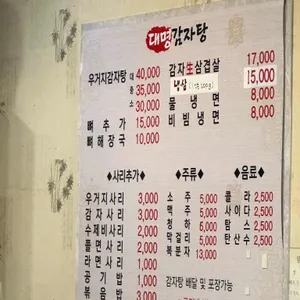 대명감자탕
우거지감자탕 대 40,000
중 35,000
소 30,000
뼈추가 15,000
뼈해장국 10,000
감자生삼겹살 17,000
냉삼 15,000
물냉면 8,000
비빔냉면 8,000
◆사리추가◆
우거지사리 3,000
감자사리 3,000
수제비사리 2,000
쫄면사리 2,000
라면사리 1,000
공기밥 1,000
볶음밥
◆주류◆
소주 5,000
맥주 5,000
청하 6,000
막걸리 5,000
복분자 13,000
◆음료◆
콜라 2,500
사이다 2,500
탐스 2,500
탄산수 2,500
감자탕 배달 및 포장가능